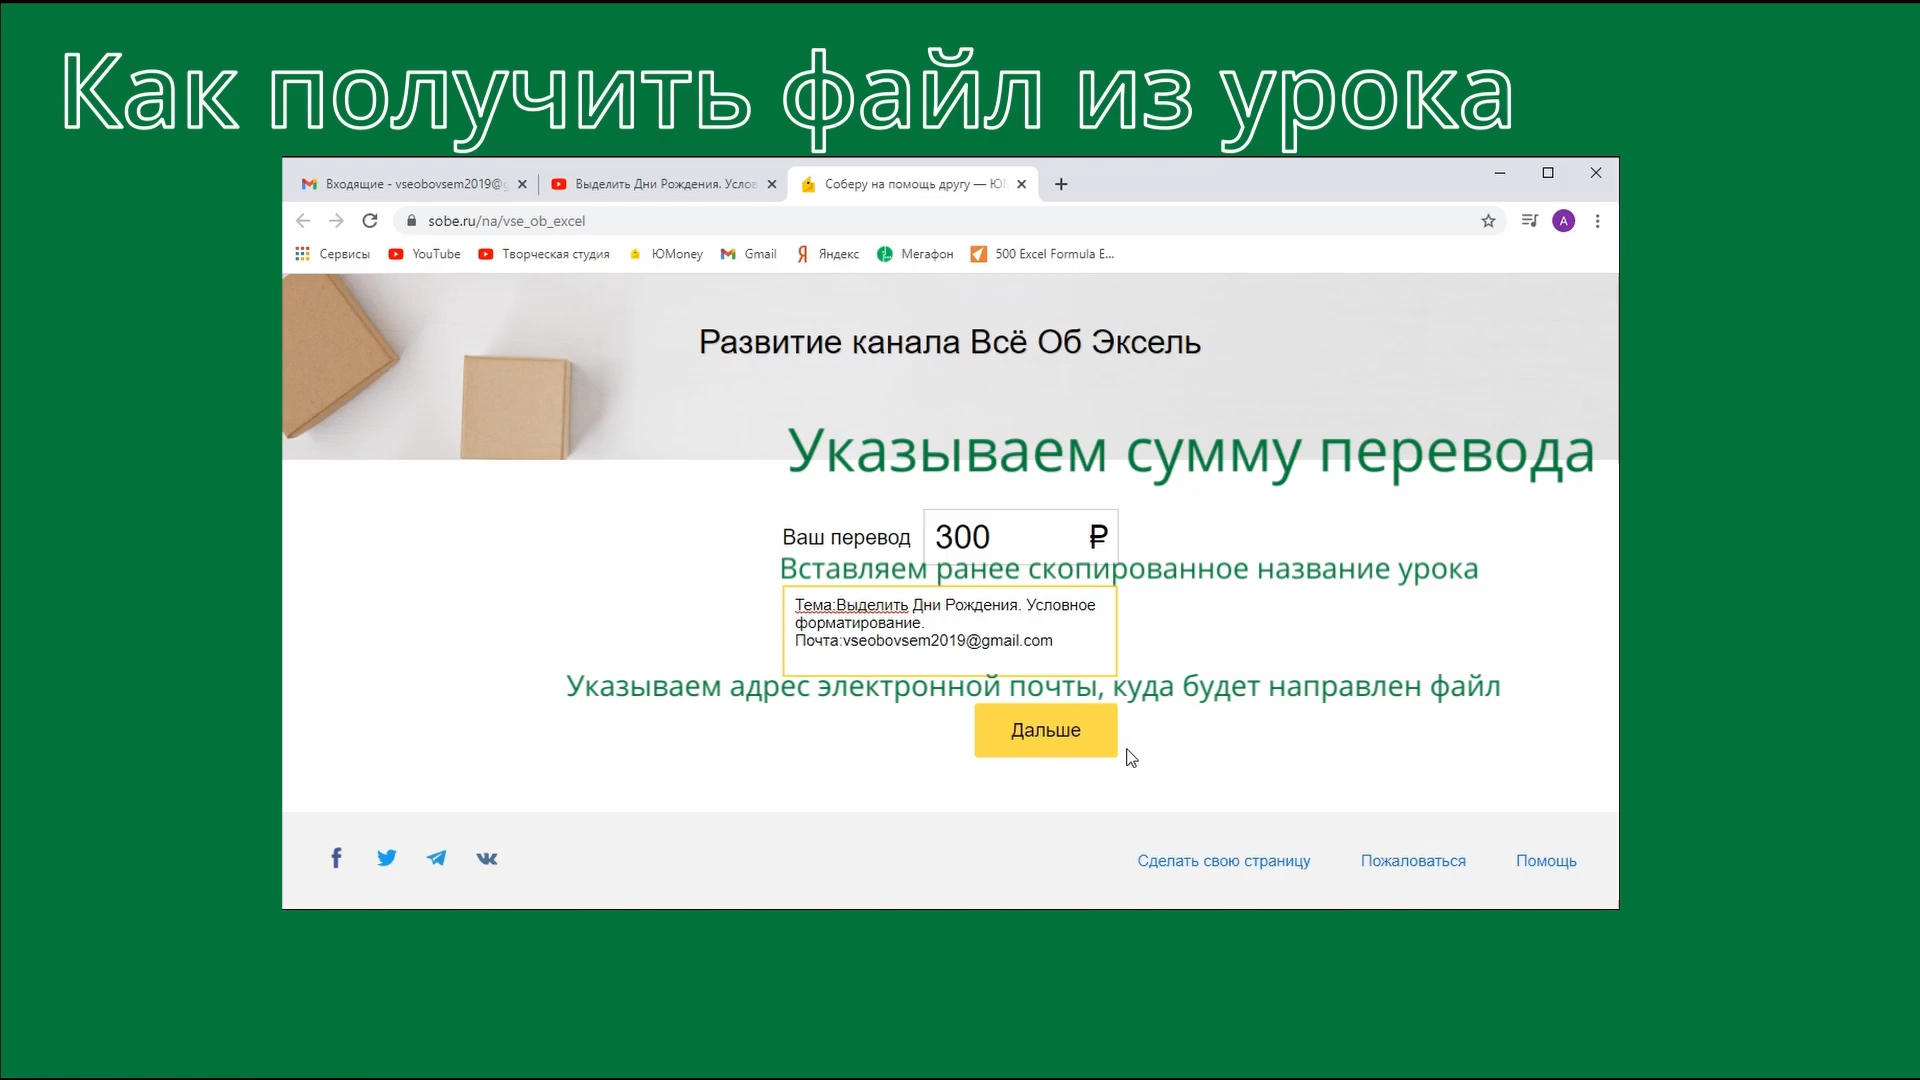 Как получить файл из урока
Входящие - vseobovsem2019@g
Выделить Дни Рождения. Услов
Соберу на помощь другу — Ю
sobe.ru/na/vse_ob_excel
A
Сервисы
YouTube
Творческая студия
ЮMoney
Gmail
Яндекс
Мегафон
500 Excel Formula E...
Развитие канала Всё Об Эксель
Указываем сумму перевода
Ваш перевод 300 ₽
Вставляем ранее скопированное название урока
Тема:Выделить Дни Рождения. Условное
форматирование.
Почта:vseobovsem2019@gmail.com
Указываем адрес электронной почты, куда будет направлен файл
Дальше
Сделать свою страницу
Пожаловаться
Помощь